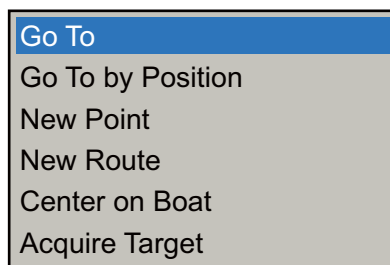 Go To
Go To by Position
New Point
New Route
Center on Boat
Acquire Target